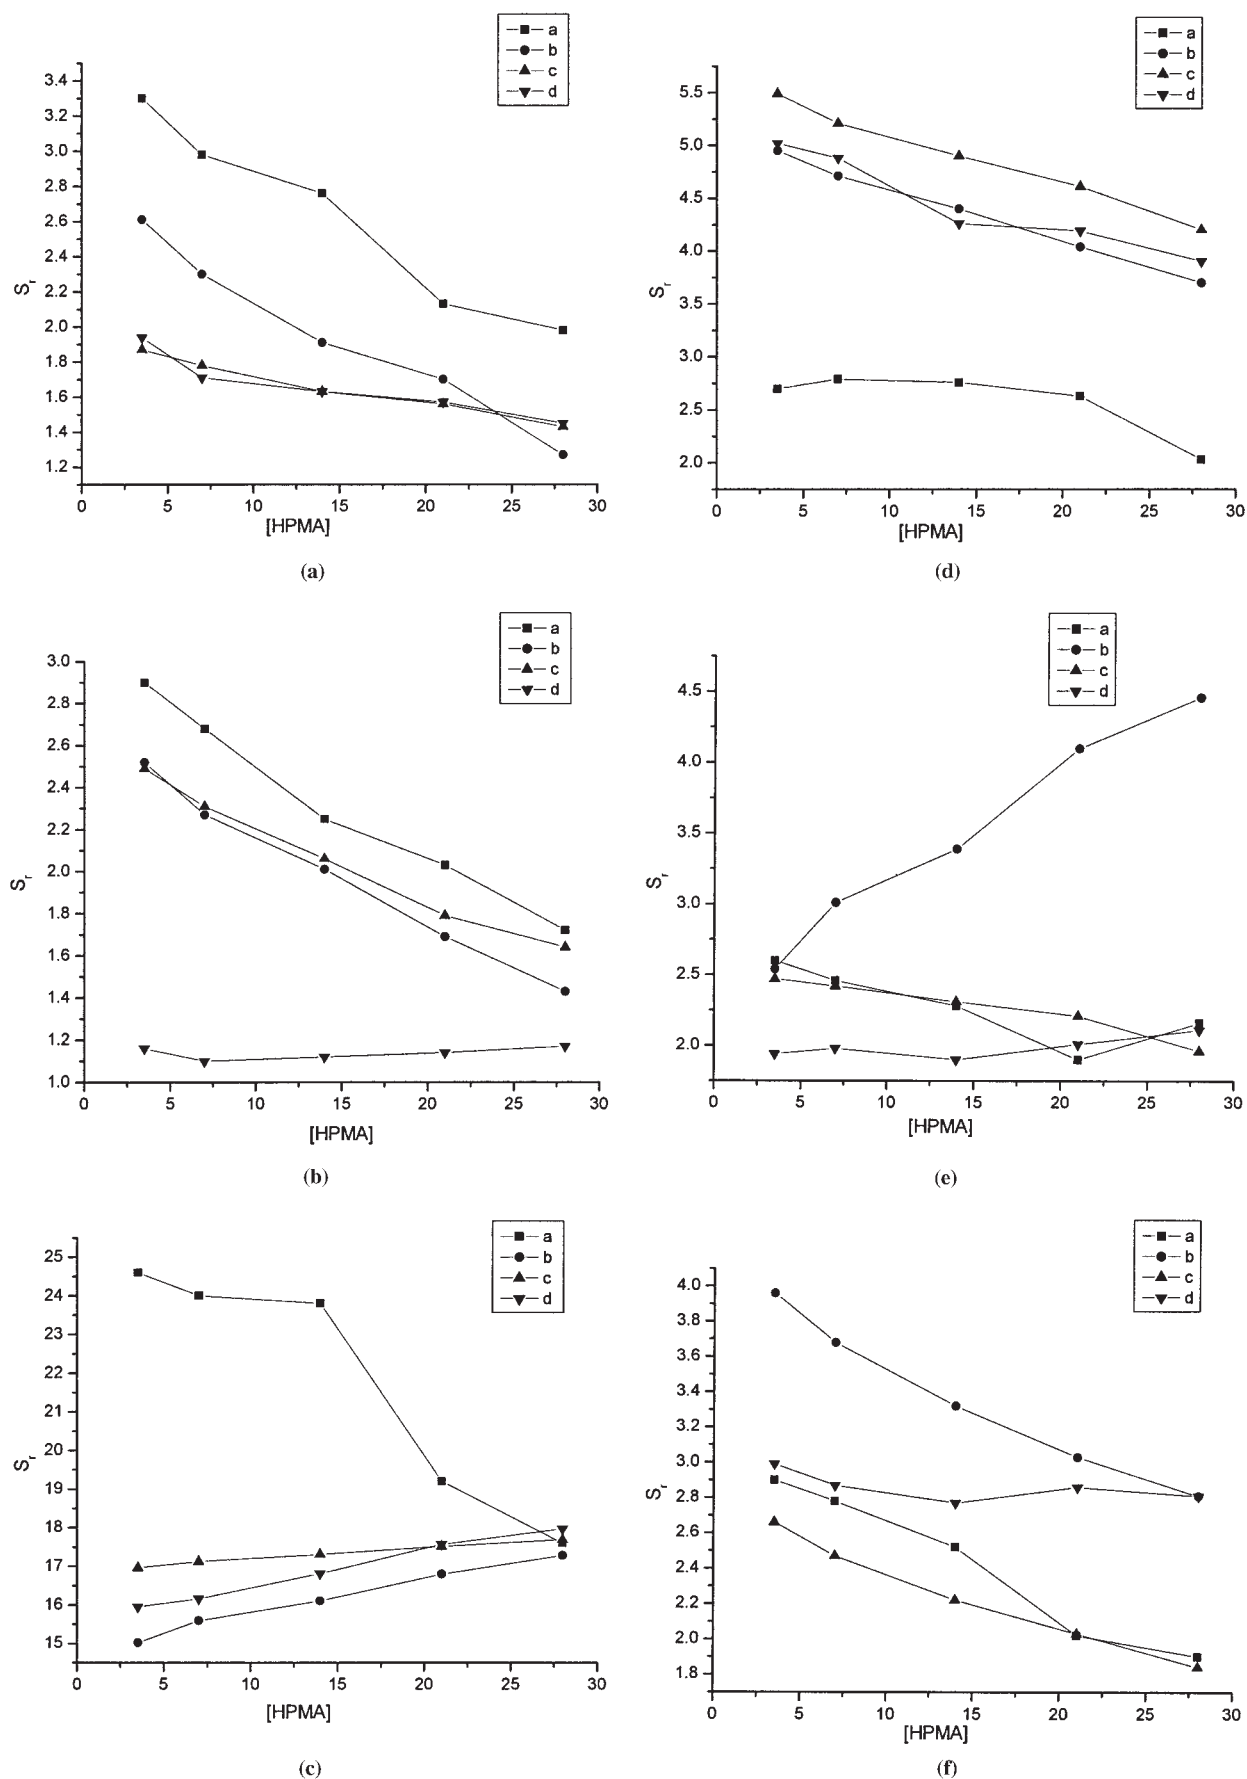 a
b
c
d
3.4
3.2
3.0
2.8
2.6
2.4
2.2
2.0
1.8
1.6
1.4
1.2
Sr
0 5 10 15 20 25 30
[HPMA]
(a)
a
b
c
d
5.5
5.0
4.5
4.0
3.5
3.0
2.5
2.0
Sr
0 5 10 15 20 25 30
[HPMA]
(d)
a
b
c
d
3.0
2.8
2.6
2.4
2.2
2.0
1.8
1.6
1.4
1.2
1.0
Sr
0 5 10 15 20 25 30
[HPMA]
(b)
a
b
c
d
4.5
4.0
3.5
3.0
2.5
2.0
Sr
0 5 10 15 20 25 30
[HPMA]
(e)
a
b
c
d
25
24
23
22
21
20
19
18
17
16
15
Sr
0 5 10 15 20 25 30
[HPMA]
(c)
a
b
c
d
4.0
3.8
3.6
3.4
3.2
3.0
2.8
2.6
2.4
2.2
2.0
1.8
Sr
0 5 10 15 20 25 30
[HPMA]
(f)